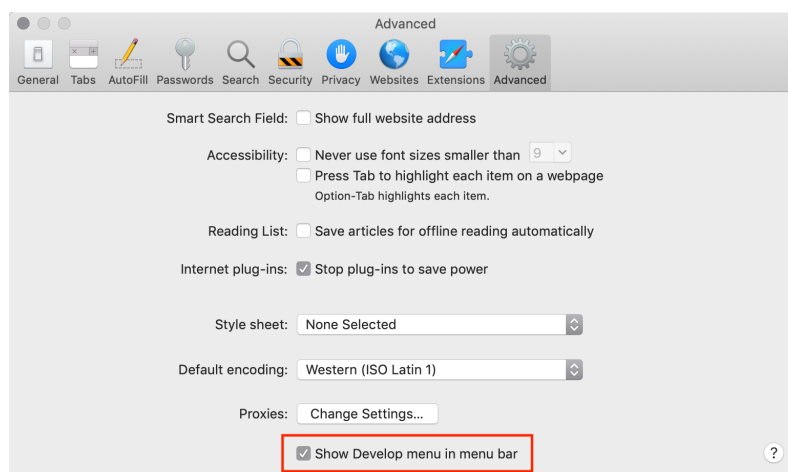 Advanced
General Tabs AutoFill Passwords Search Security Privacy Websites Extensions Advanced
Smart Search Field: Show full website address
Accessibility: Never use font sizes smaller than 9
Press Tab to highlight each item on a webpage
Option-Tab highlights each item.
Reading List: Save articles for offline reading automatically
Internet plug-ins: Stop plug-ins to save power
Style sheet: None Selected
Default encoding: Western (ISO Latin 1)
Proxies: Change Settings...
Show Develop menu in menu bar ?